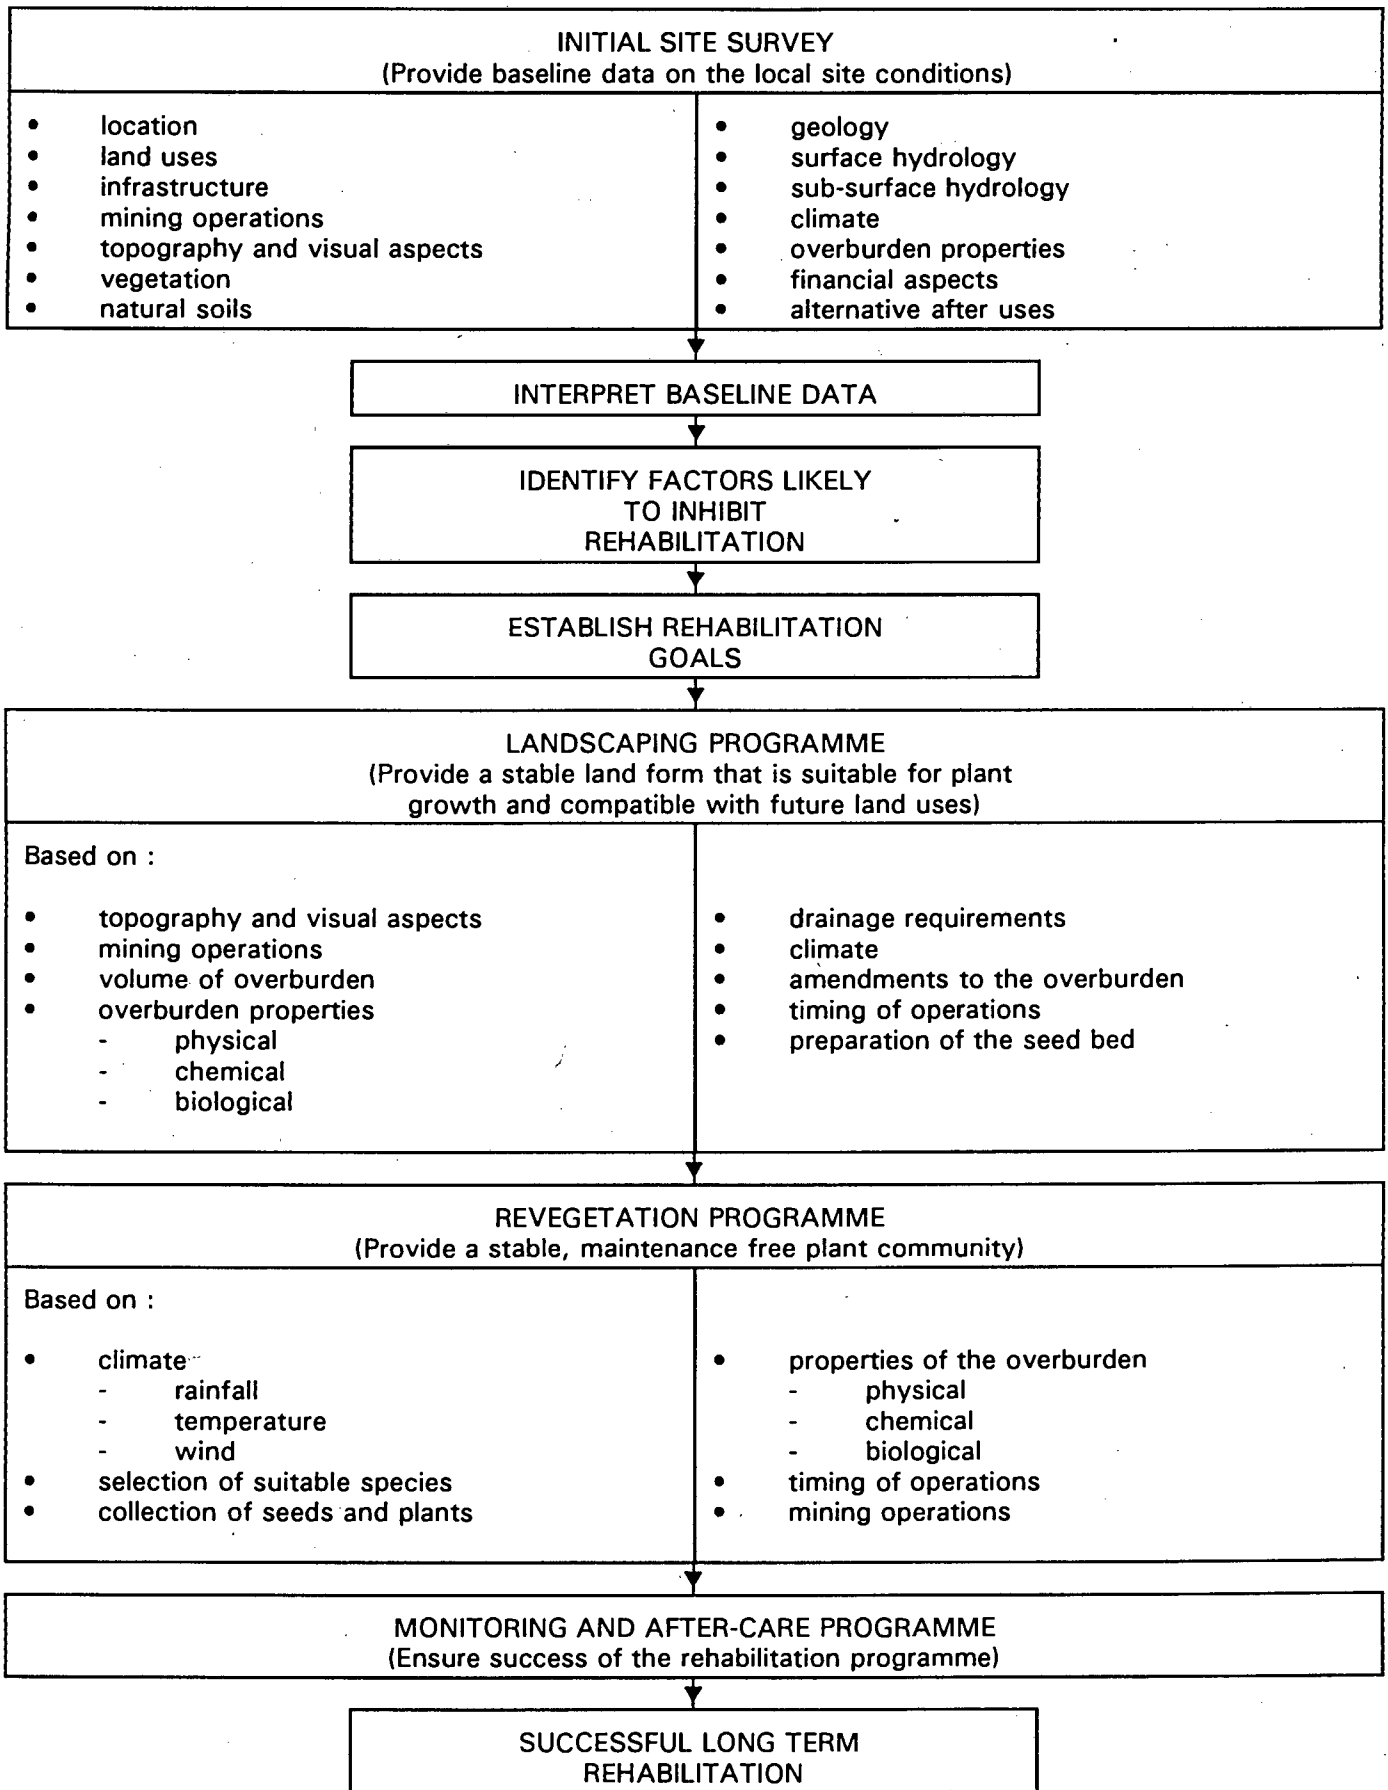 INITIAL SITE SURVEY
(Provide baseline data on the local site conditions)
• location
• land uses
• infrastructure
• mining operations
• topography and visual aspects
• vegetation
• natural soils
• geology
• surface hydrology
• sub-surface hydrology
• climate
• overburden properties
• financial aspects
• alternative after uses
INTERPRET BASELINE DATA
IDENTIFY FACTORS LIKELY
TO INHIBIT
REHABILITATION
ESTABLISH REHABILITATION
GOALS
LANDSCAPING PROGRAMME
(Provide a stable land form that is suitable for plant
growth and compatible with future land uses)
Based on :
• topography and visual aspects
• mining operations
• volume of overburden
• overburden properties
- physical
- chemical
- biological
• drainage requirements
• climate
• amendments to the overburden
• timing of operations
• preparation of the seed bed
REVEGETATION PROGRAMME
(Provide a stable, maintenance free plant community)
Based on :
• climate
- rainfall
- temperature
- wind
• selection of suitable species
• collection of seeds and plants
• properties of the overburden
- physical
- chemical
- biological
• timing of operations
• mining operations
MONITORING AND AFTER-CARE PROGRAMME
(Ensure success of the rehabilitation programme)
SUCCESSFUL LONG TERM
REHABILITATION